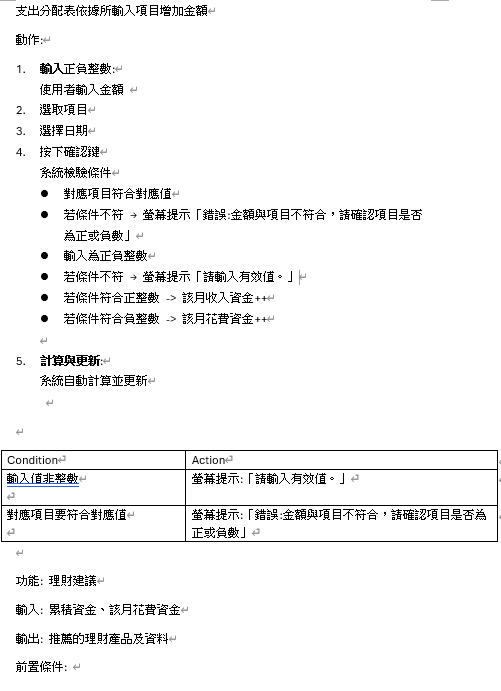 支出分配表依據所輸入項目增加金額
動作:
1. 輸入正負整數:
使用者輸入金額
2. 選取項目
3. 選擇日期
4. 按下確認鍵
系統檢驗條件
● 對應項目符合對應值
● 若條件不符 → 螢幕提示「錯誤:金額與項目不符合，請確認項目是否
為正或負數」
● 輸入為正負整數
● 若條件不符 → 螢幕提示「請輸入有效值。」
● 若條件符合正整數 -> 該月收入資金++
● 若條件符合負整數 -> 該月花費資金++
5. 計算與更新:
系統自動計算並更新
Condition Action
輸入值非整數 螢幕提示:「請輸入有效值。」
對應項目要符合對應值 螢幕提示:「錯誤:金額與項目不符合，請確認項目是否為
正或負數」
功能: 理財建議
輸入: 累積資金、該月花費資金
輸出: 推薦的理財產品及資料
前置條件: